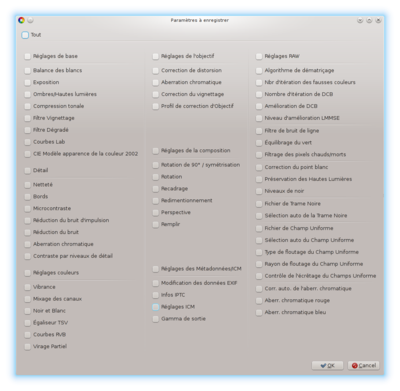 Paramètres à enregistrer
Tout
Réglages de base
Balance des blancs
Exposition
Ombres/Hautes lumières
Compression tonale
Filtre Vignettage
Filtre Dégradé
Courbes Lab
CIE Modèle apparence de la couleur 2002
Détail
Netteté
Bords
Microcontraste
Réduction du bruit d'impulsion
Réduction du bruit
Aberration chromatique
Contraste par niveaux de détail
Réglages couleurs
Vibrance
Mixage des canaux
Noir et Blanc
Égaliseur TSV
Courbes RVB
Virage Partiel
Réglages de l'objectif
Correction de distorsion
Aberration chromatique
Correction du vignettage
Profil de correction d'Objectif
Réglages de la composition
Rotation de 90° / symétrisation
Rotation
Recadrage
Redimentionnement
Perspective
Remplir
Réglages des Métadonnées/ICM
Modification des données EXIF
Infos IPTC
Réglages ICM
Gamma de sortie
Réglages RAW
Algorithme de dématriçage
Nbr d'itération des fausses couleurs
Nombre d'itération de DCB
Amélioration de DCB
Niveau d'amélioration LMMSE
Filtre de bruit de ligne
Équilibrage du vert
Filtrage des pixels chauds/morts
Correction du point blanc
Préservation des Hautes Lumières
Niveaux de noir
Fichier de Trame Noire
Sélection auto de la Trame Noire
Fichier de Champ Uniforme
Sélection auto du Champ Uniforme
Type de floutage du Champ Uniforme
Rayon de floutage du Champ Uniforme
Contrôle de l'écrêtage du Champs Uniforme
Corr. auto. de l'aberr. chromatique
Aberr. chromatique rouge
Aberr. chromatique bleu
OK
Cancel